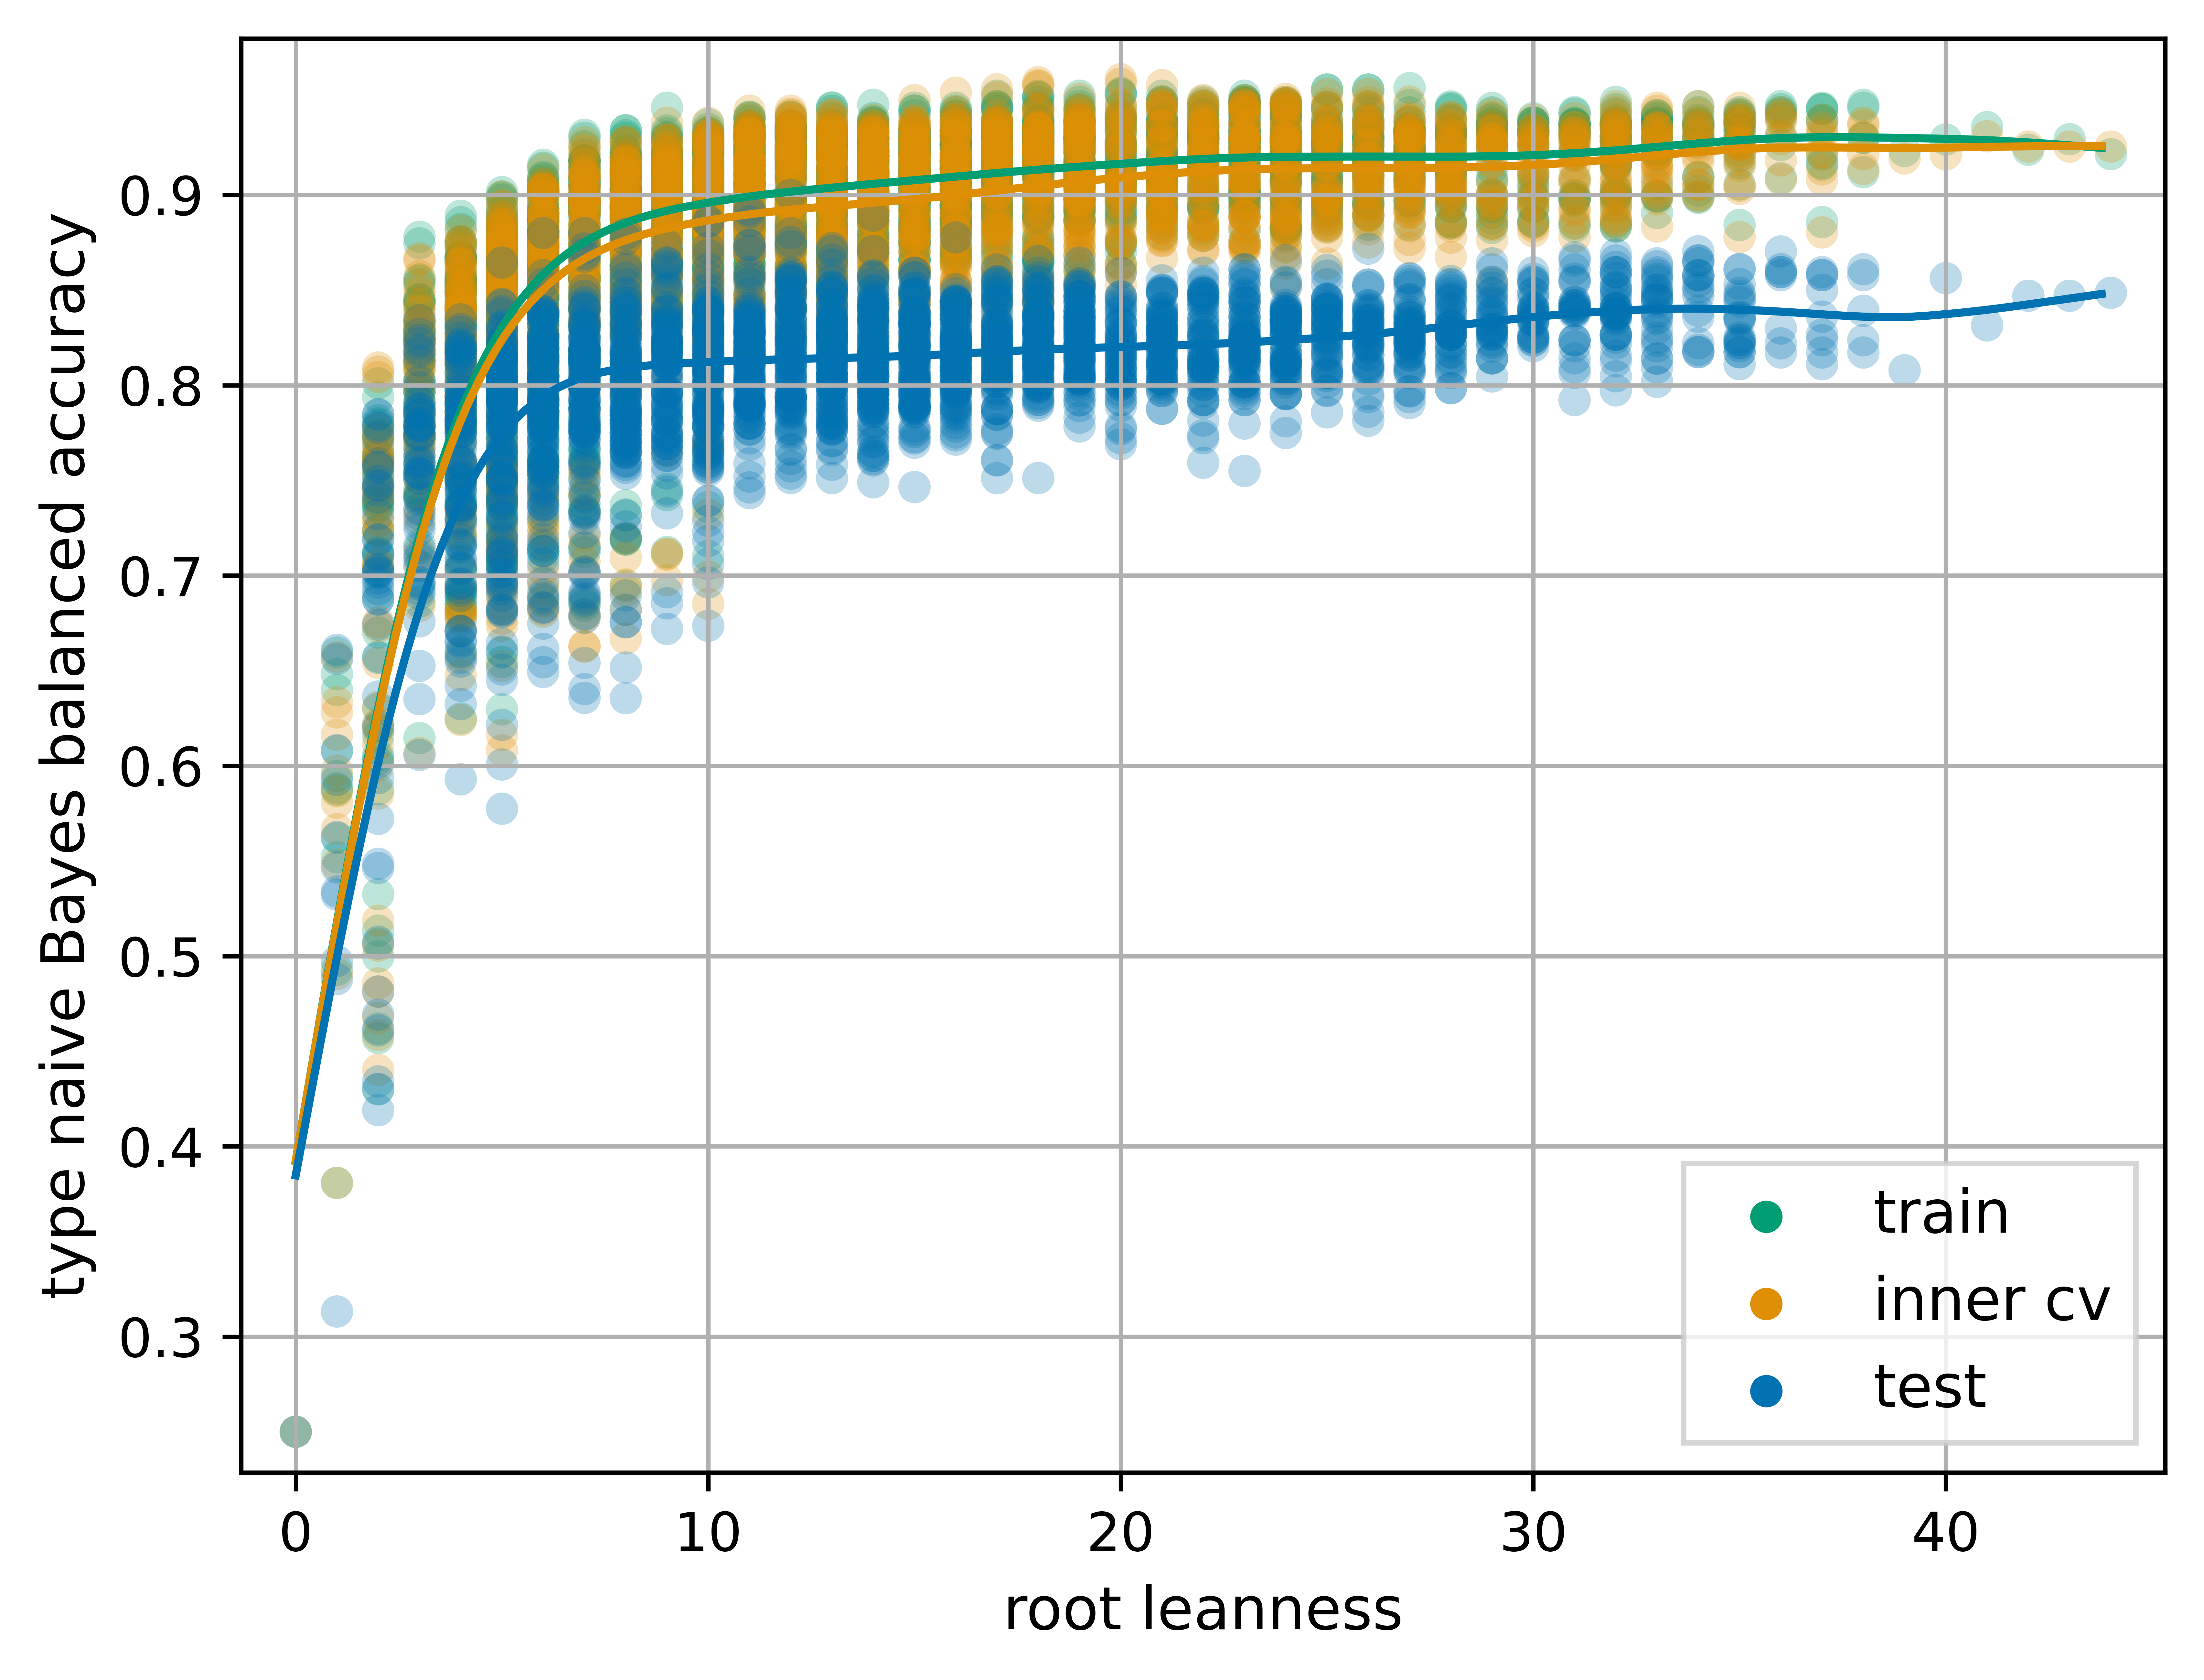 type naive Bayes balanced accuracy
0.9
0.8
0.7
0.6
0.5
0.4
0.3
0
10
20
30
40
root leanness
train
inner cv
test